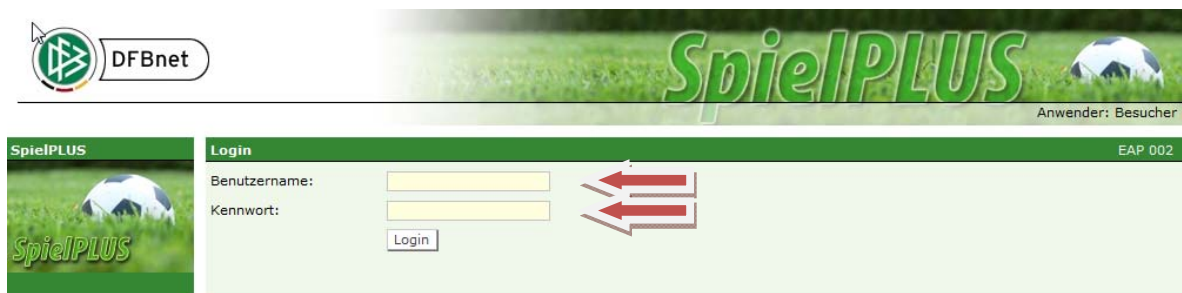 DFBnet
SpielPLUS
Anwender: Besucher
SpielPLUS
Login EAP 002
Benutzername:
Kennwort:
SpielPLUS
Login